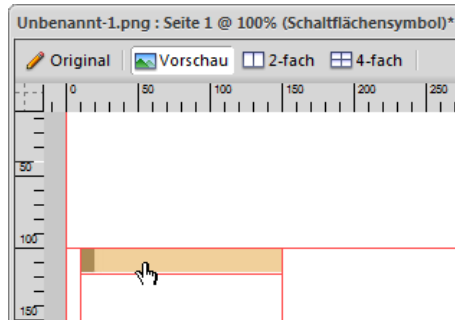 Unbenannt-1.png : Seite 1 @ 100% (Schaltflächensymbol)*
Original Vorschau 2-fach 4-fach
0 50 100 150 200 250
50
100
150